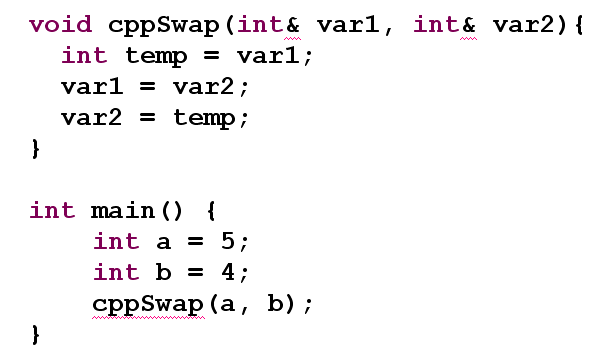 void cppSwap(int& var1, int& var2){
int temp = var1;
var1 = var2;
var2 = temp;
}
int main() {
int a = 5;
int b = 4;
cppSwap(a, b);
}